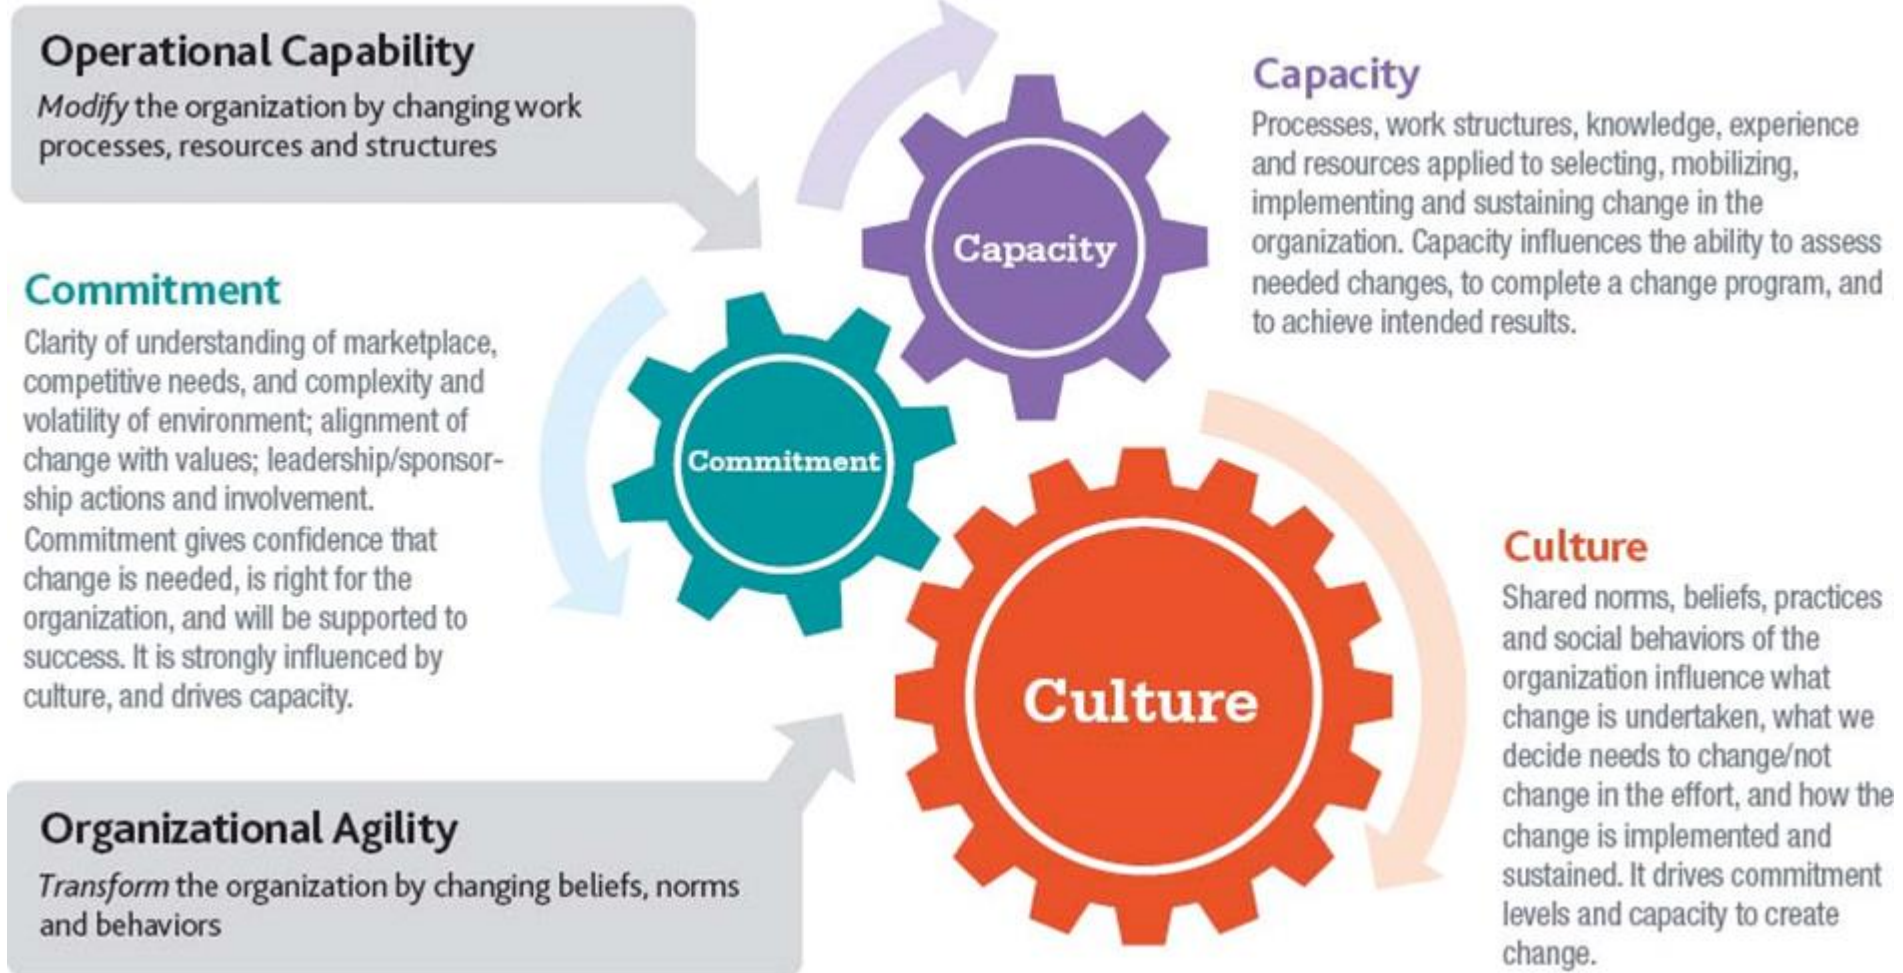 Operational Capability
Modify the organization by changing work
processes, resources and structures
Commitment
Clarity of understanding of marketplace,
competitive needs, and complexity and
volatility of environment; alignment of
change with values; leadership/sponsor-
ship actions and involvement.
Commitment gives confidence that
change is needed, is right for the
organization, and will be supported to
success. It is strongly influenced by
culture, and drives capacity.
Organizational Agility
Transform the organization by changing beliefs, norms
and behaviors
Capacity
Commitment
Culture
Capacity
Processes, work structures, knowledge, experience
and resources applied to selecting, mobilizing,
implementing and sustaining change in the
organization. Capacity influences the ability to assess
needed changes, to complete a change program, and
to achieve intended results.
Culture
Shared norms, beliefs, practices
and social behaviors of the
organization influence what
change is undertaken, what we
decide needs to change/not
change in the effort, and how the
change is implemented and
sustained. It drives commitment
levels and capacity to create
change.